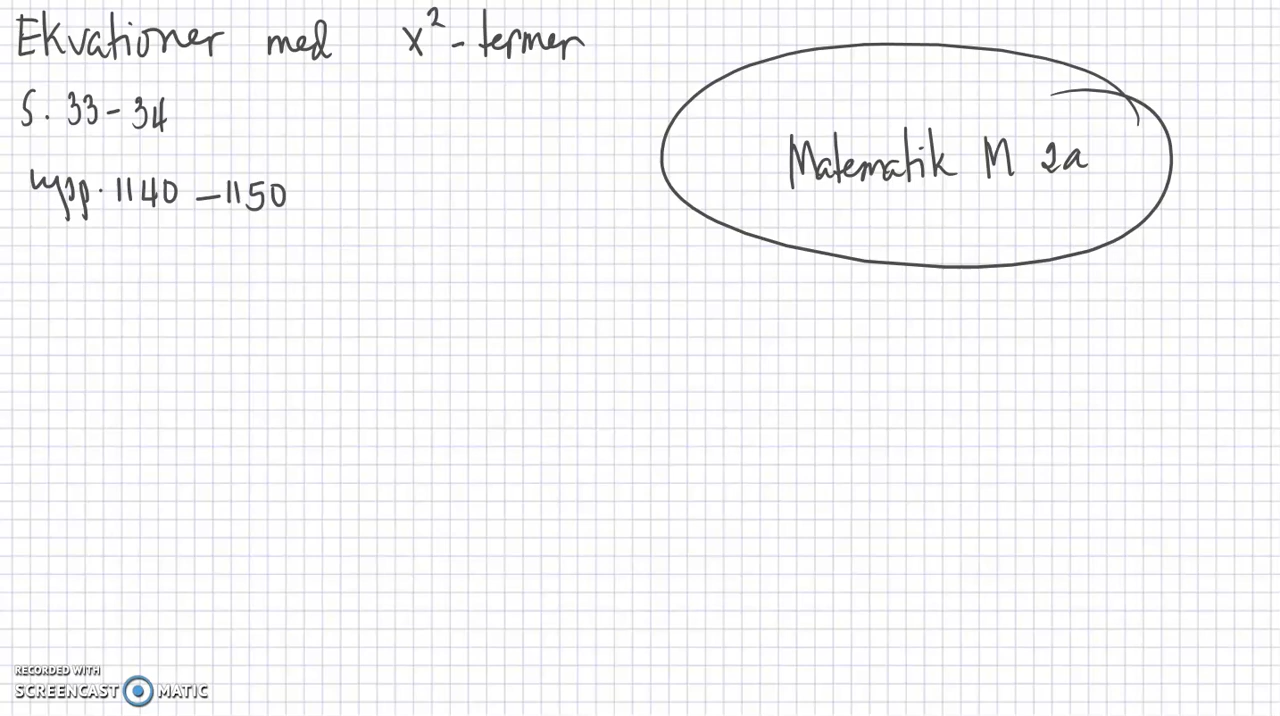 Ekvationer med x²-termer
S. 33-34
upp. 1140-1150
Matematik M 2a
RECORDED WITH
SCREENCAST MATIC